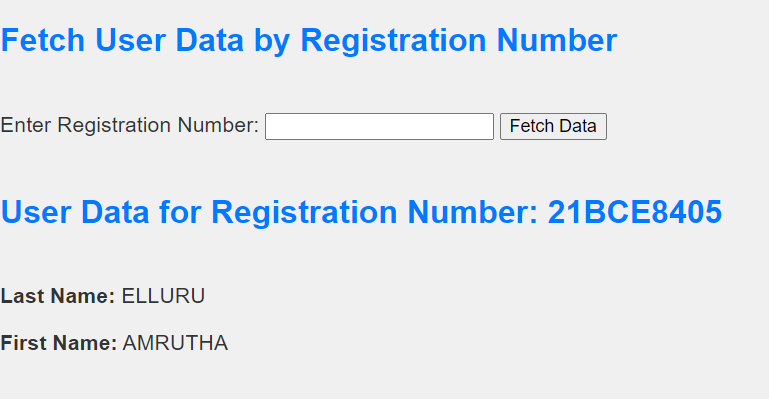 Fetch User Data by Registration Number
Enter Registration Number: Fetch Data
User Data for Registration Number: 21BCE8405
Last Name: ELLURU
First Name: AMRUTHA